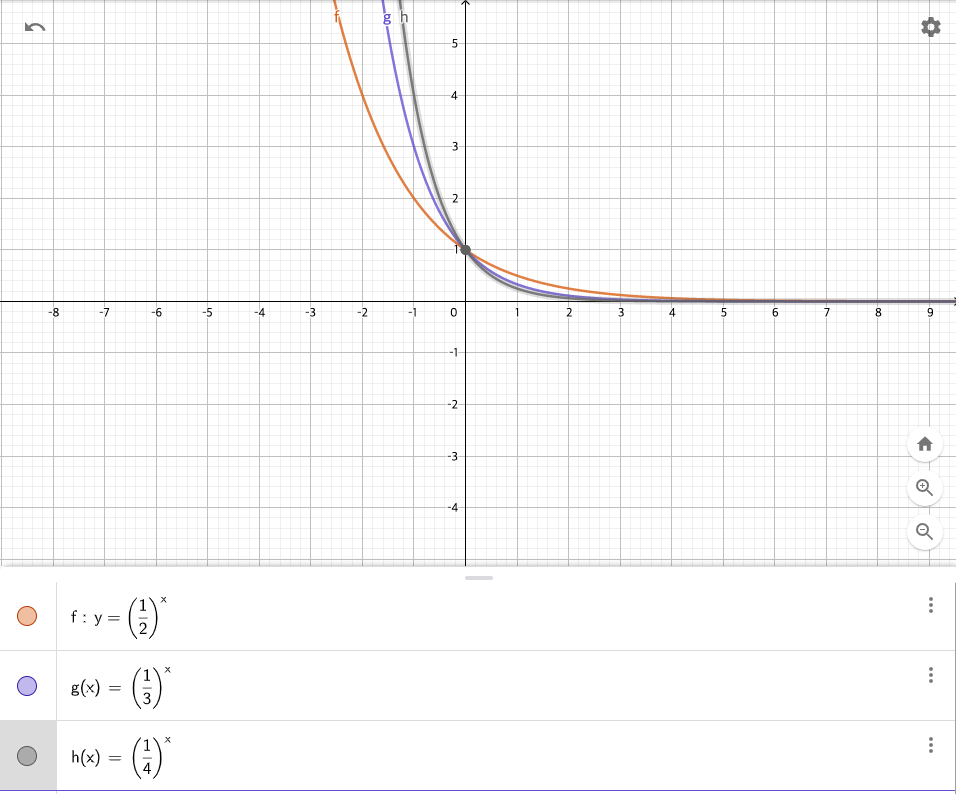 f g h
5
4
3
2
1
-8 -7 -6 -5 -4 -3 -2 -1 0 1 2 3 4 5 6 7 8 9
-1
-2
-3
-4
f : y = (1/2)^x
g(x) = (1/3)^x
h(x) = (1/4)^x